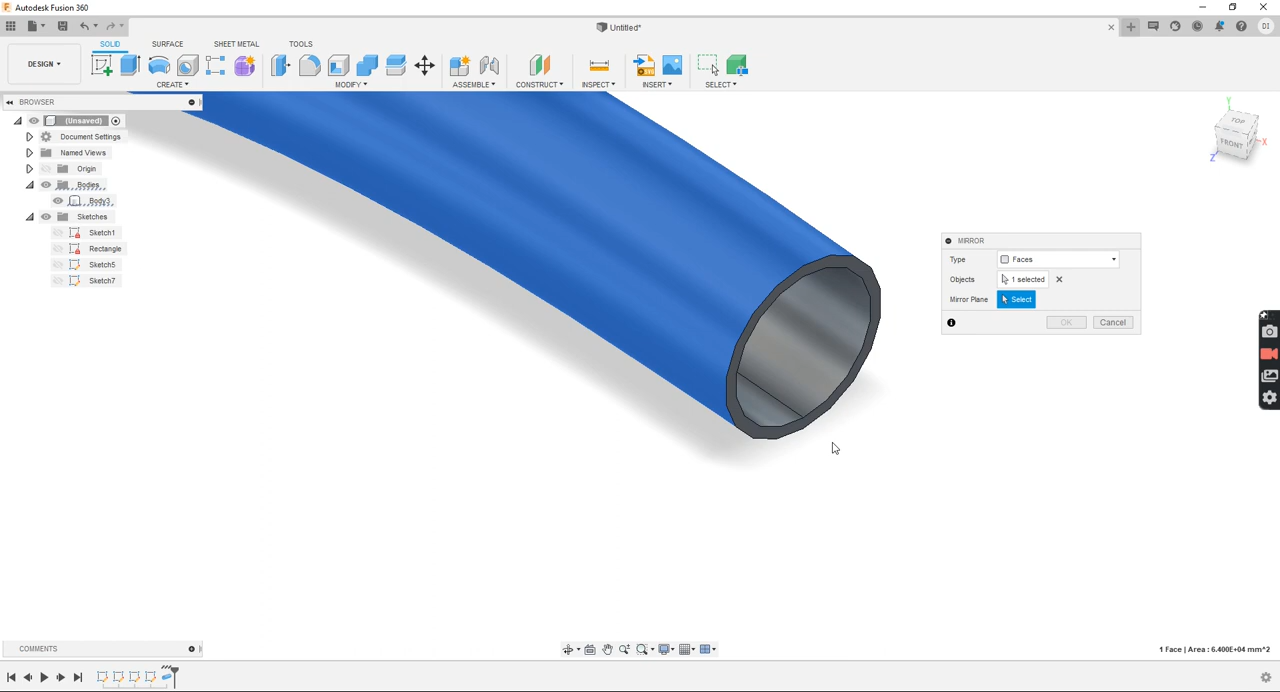 Autodesk Fusion 360
Untitled*
DI
DESIGN
SOLID
SURFACE
SHEET METAL
TOOLS
CREATE
MODIFY
ASSEMBLE
CONSTRUCT
INSPECT
INSERT
SELECT
BROWSER
(Unsaved)
Document Settings
Named Views
Origin
Bodies
Body3
Sketches
Sketch1
Rectangle
Sketch5
Sketch7
TOP
FRONT
Y
X
Z
MIRROR
Type
Faces
Objects
1 selected
Mirror Plane
Select
OK
Cancel
COMMENTS
1 Face | Area : 6.400E+04 mm^2